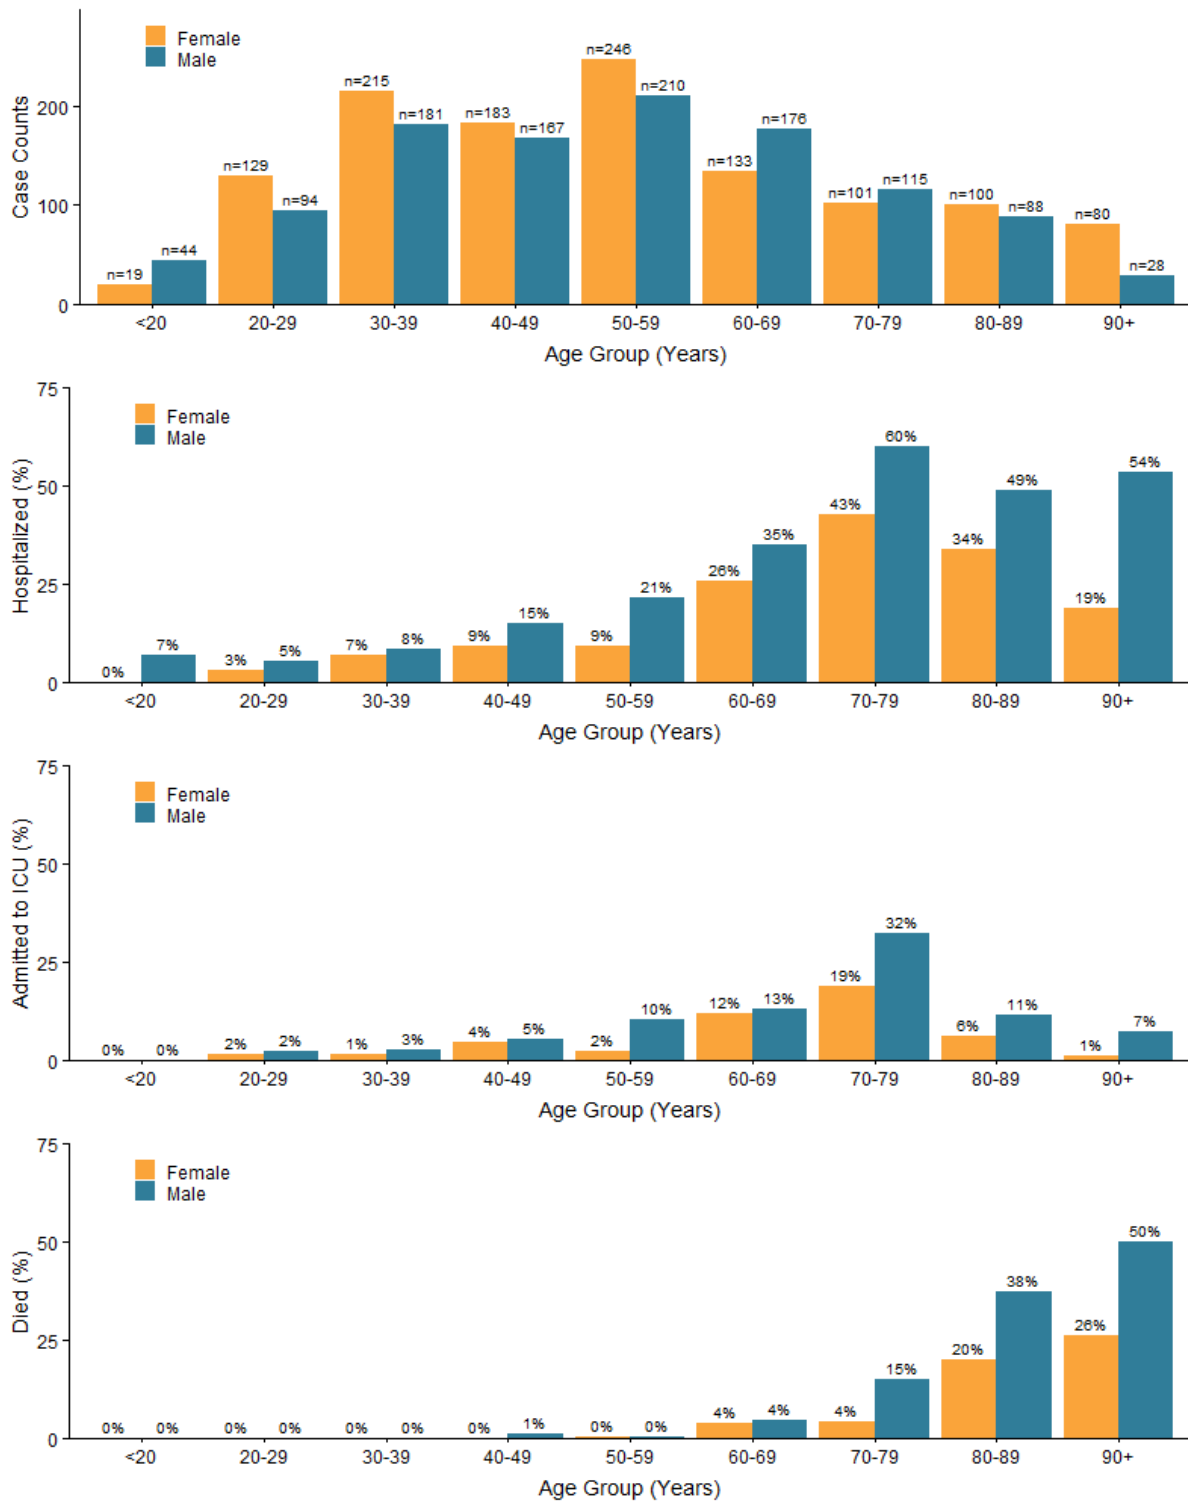 Female
Male
Case Counts
200
100
0
n=19
n=44
n=129
n=94
n=215
n=181
n=183
n=167
n=246
n=210
n=133
n=176
n=101
n=115
n=100
n=88
n=80
n=28
<20 20-29 30-39 40-49 50-59 60-69 70-79 80-89 90+
Age Group (Years)
Female
Male
Hospitalized (%)
75
50
25
0
0%
7%
3%
5%
7%
8%
9%
15%
9%
21%
26%
35%
43%
60%
34%
49%
19%
54%
<20 20-29 30-39 40-49 50-59 60-69 70-79 80-89 90+
Age Group (Years)
Female
Male
Admitted to ICU (%)
75
50
25
0
0%
0%
2%
2%
1%
3%
4%
5%
2%
10%
12%
13%
19%
32%
6%
11%
1%
7%
<20 20-29 30-39 40-49 50-59 60-69 70-79 80-89 90+
Age Group (Years)
Female
Male
Died (%)
75
50
25
0
0%
0%
0%
0%
0%
0%
0%
1%
0%
0%
4%
4%
4%
15%
20%
38%
26%
50%
<20 20-29 30-39 40-49 50-59 60-69 70-79 80-89 90+
Age Group (Years)